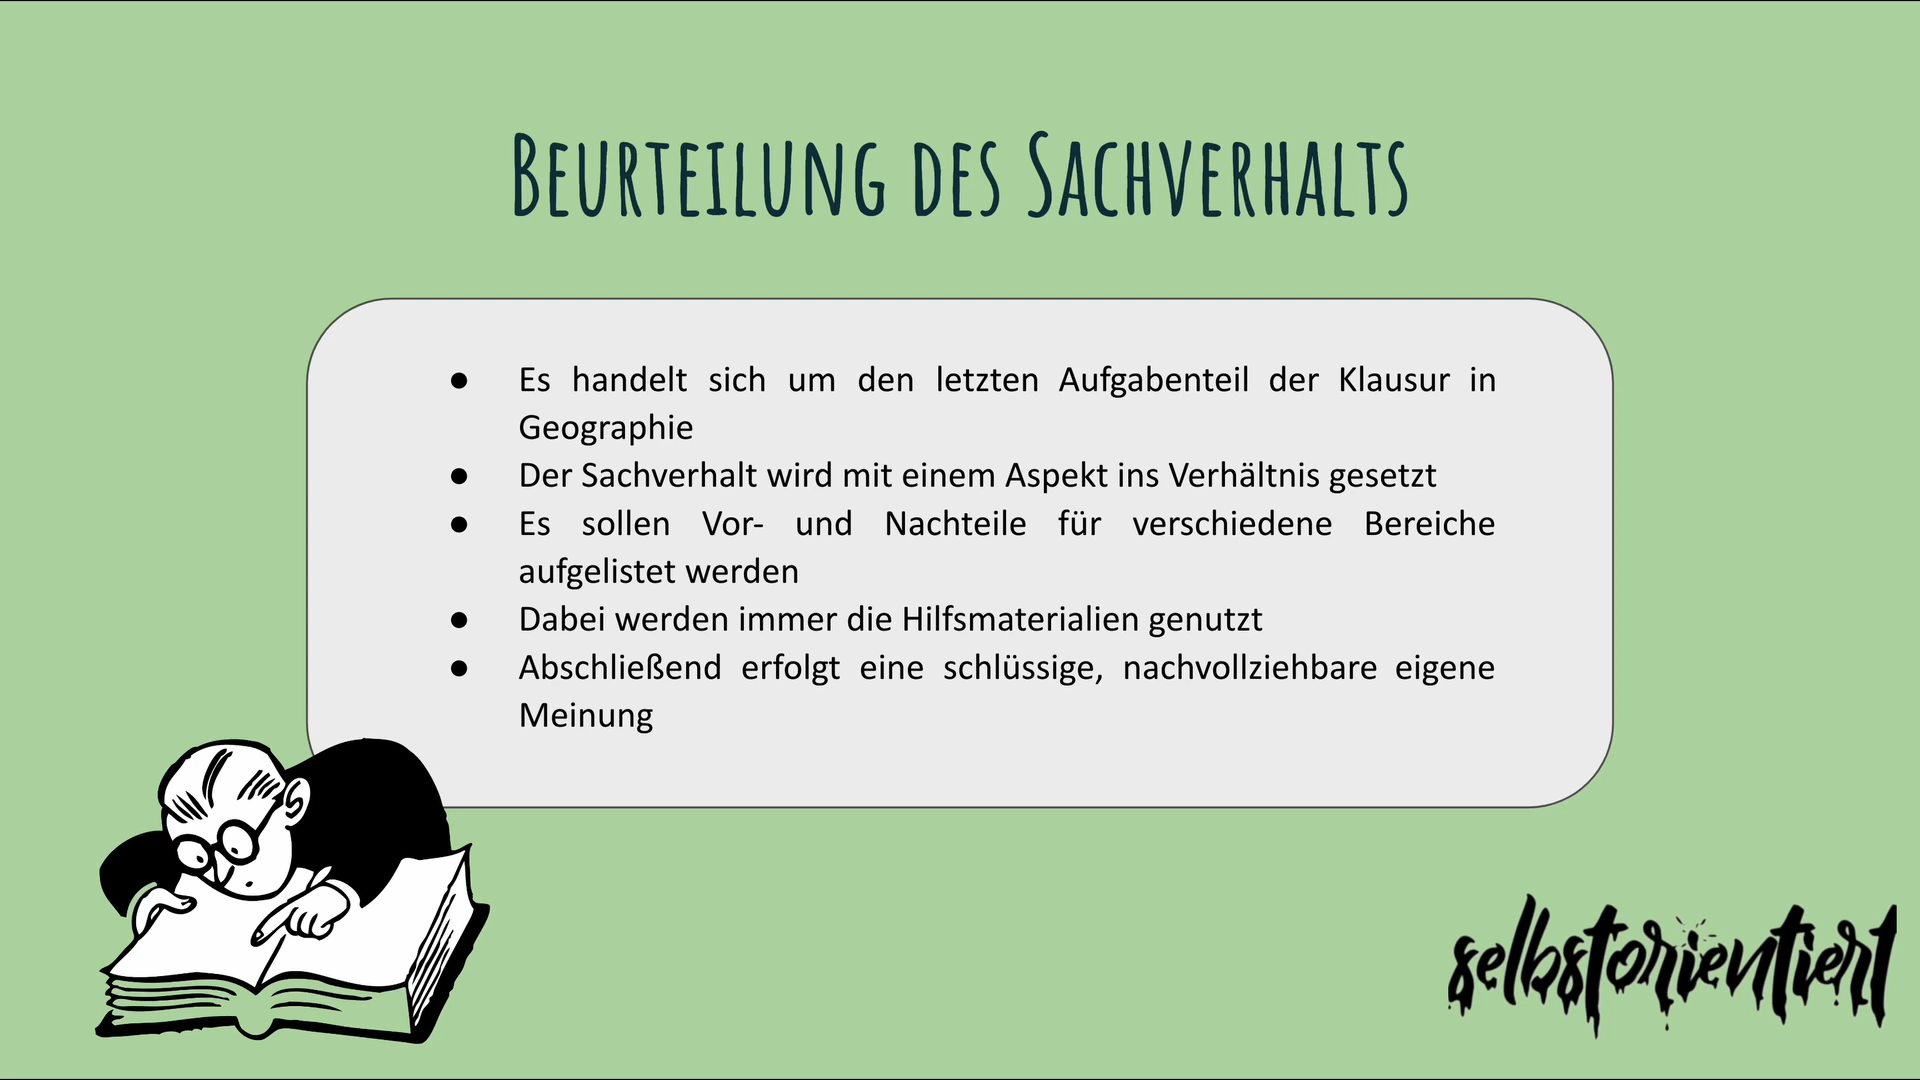 Beurteilung des Sachverhalts
● Es handelt sich um den letzten Aufgabenteil der Klausur in
Geographie
● Der Sachverhalt wird mit einem Aspekt ins Verhältnis gesetzt
● Es sollen Vor- und Nachteile für verschiedene Bereiche
aufgelistet werden
● Dabei werden immer die Hilfsmaterialien genutzt
● Abschließend erfolgt eine schlüssige, nachvollziehbare eigene
Meinung
selbstorientiert